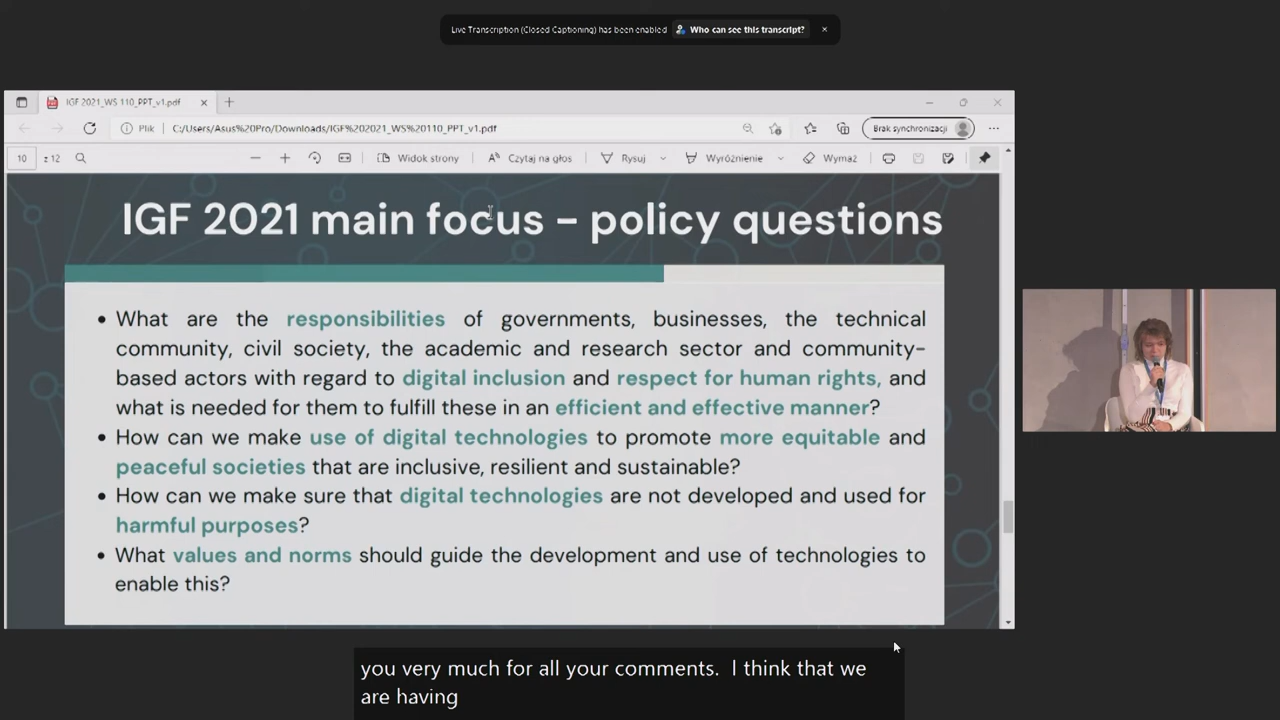 Live Transcription (Closed Captioning) has been enabled Who can see this transcript?
IGF 2021_WS 110_PPT_v1.pdf
Plik C:/Users/Asus%20Pro/Downloads/IGF%202021_WS%20110_PPT_v1.pdf Brak synchronizacji
10 z 12 Widok strony Czytaj na głos Rysuj Wyróżnienie Wymaż
IGF 2021 main focus – policy questions
• What are the responsibilities of governments, businesses, the technical
community, civil society, the academic and research sector and community-
based actors with regard to digital inclusion and respect for human rights, and
what is needed for them to fulfill these in an efficient and effective manner?
• How can we make use of digital technologies to promote more equitable and
peaceful societies that are inclusive, resilient and sustainable?
• How can we make sure that digital technologies are not developed and used for
harmful purposes?
• What values and norms should guide the development and use of technologies to
enable this?
you very much for all your comments. I think that we
are having